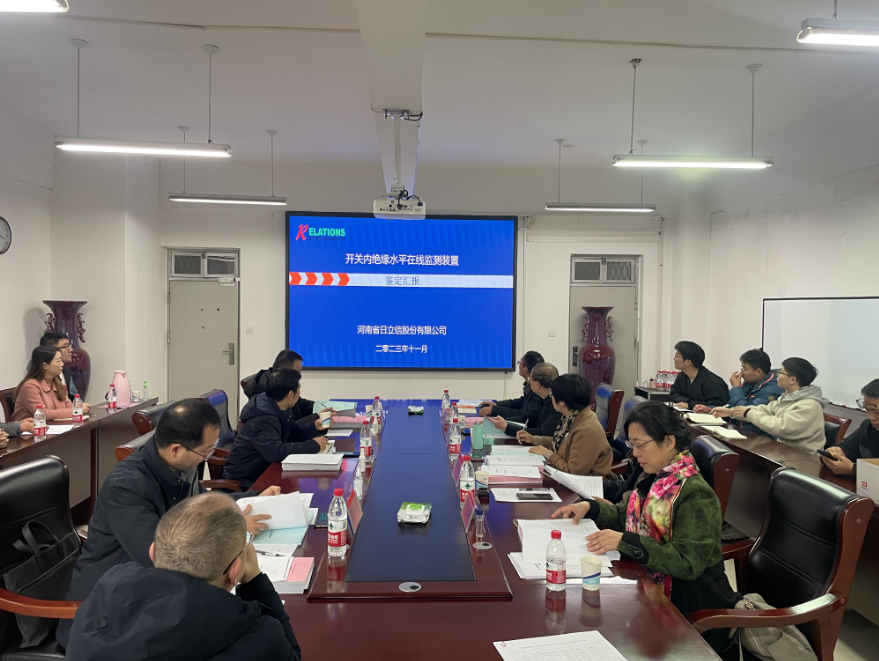 RELATIONS
开关内绝缘水平在线监测装置
鉴定汇报
河南省日立信股份有限公司
二零二三年十一月